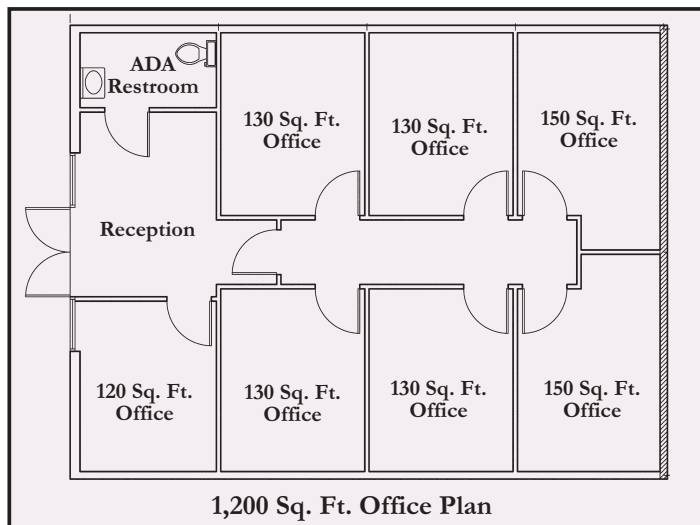 ADA
Restroom
130 Sq. Ft.
Office
130 Sq. Ft.
Office
150 Sq. Ft.
Office
Reception
120 Sq. Ft.
Office
130 Sq. Ft.
Office
130 Sq. Ft.
Office
150 Sq. Ft.
Office
1,200 Sq. Ft. Office Plan